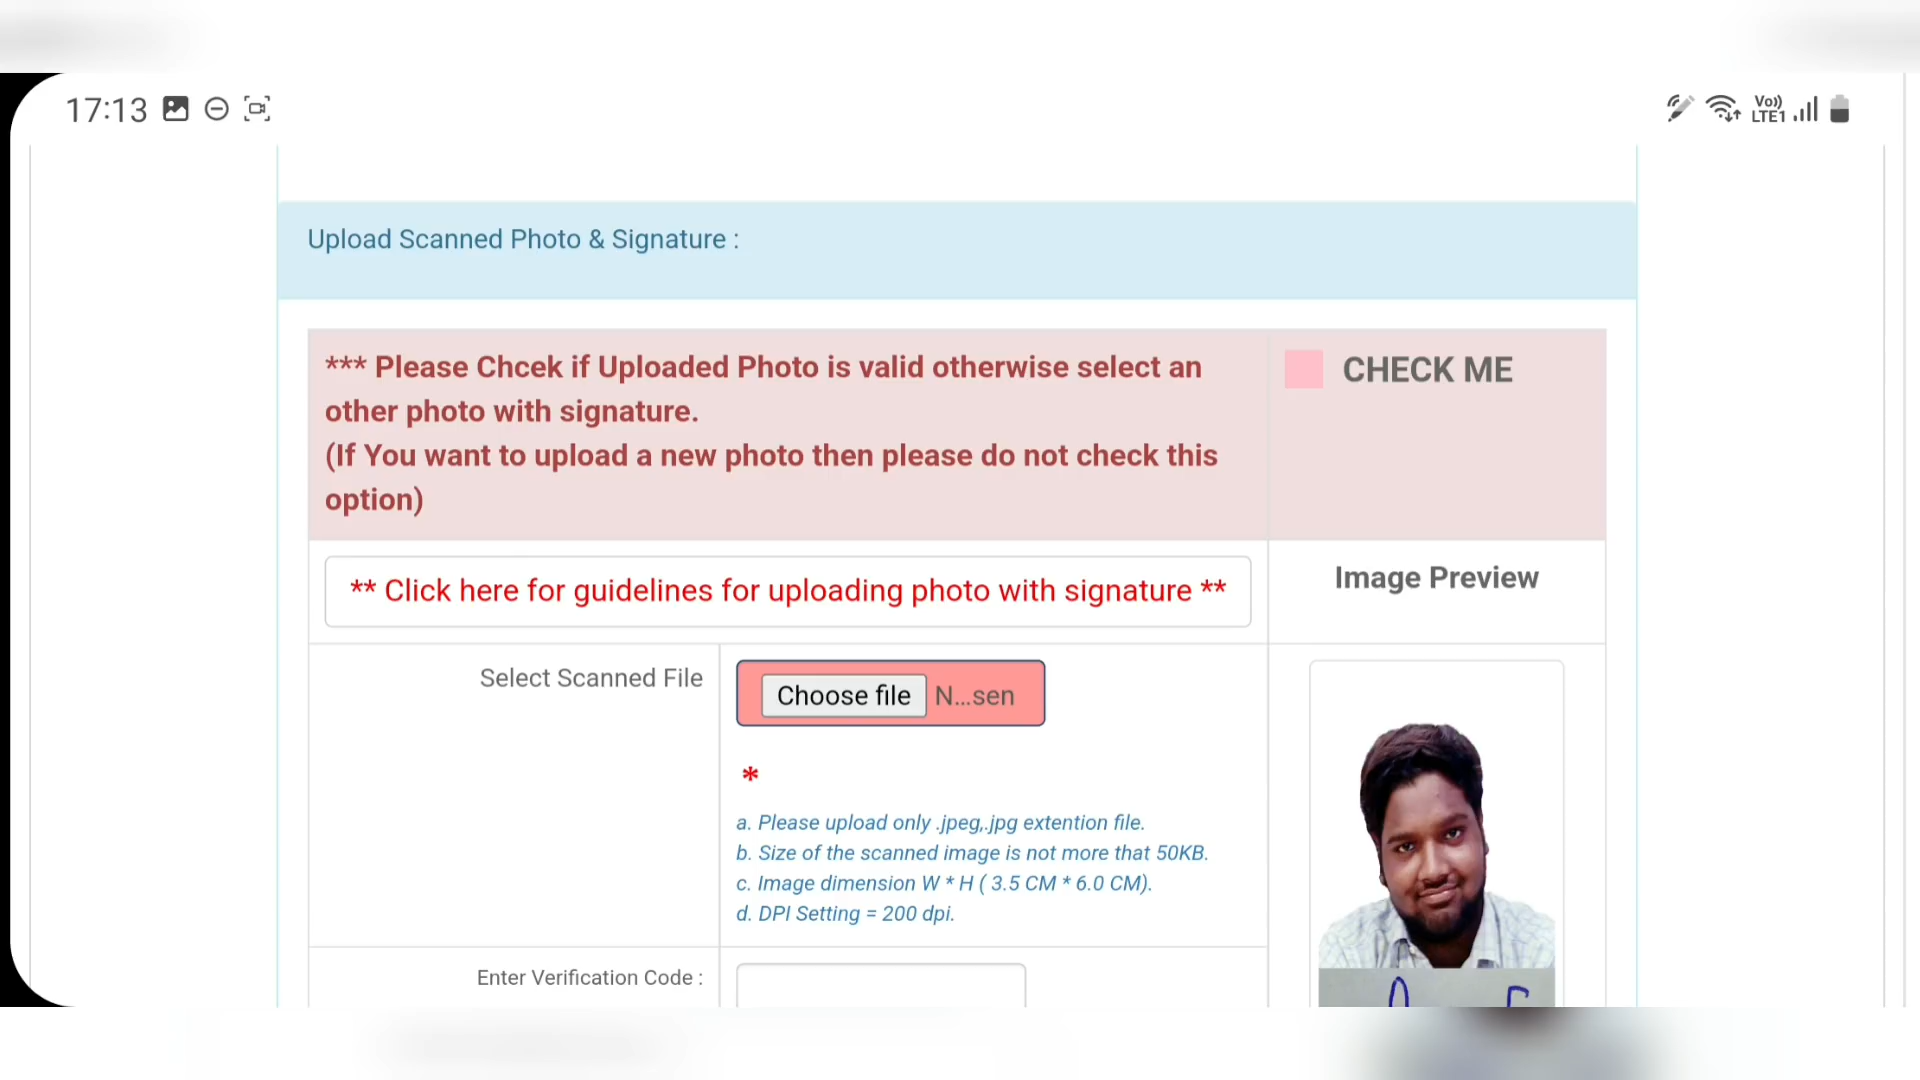 17:13
Vo))
LTE1
Upload Scanned Photo & Signature :
*** Please Chcek if Uploaded Photo is valid otherwise select an
other photo with signature.
(If You want to upload a new photo then please do not check this
option)
CHECK ME
** Click here for guidelines for uploading photo with signature **
Image Preview
Select Scanned File
Choose file N...sen
*
a. Please upload only .jpeg,.jpg extention file.
b. Size of the scanned image is not more that 50KB.
c. Image dimension W * H ( 3.5 CM * 6.0 CM).
d. DPI Setting = 200 dpi.
Enter Verification Code :